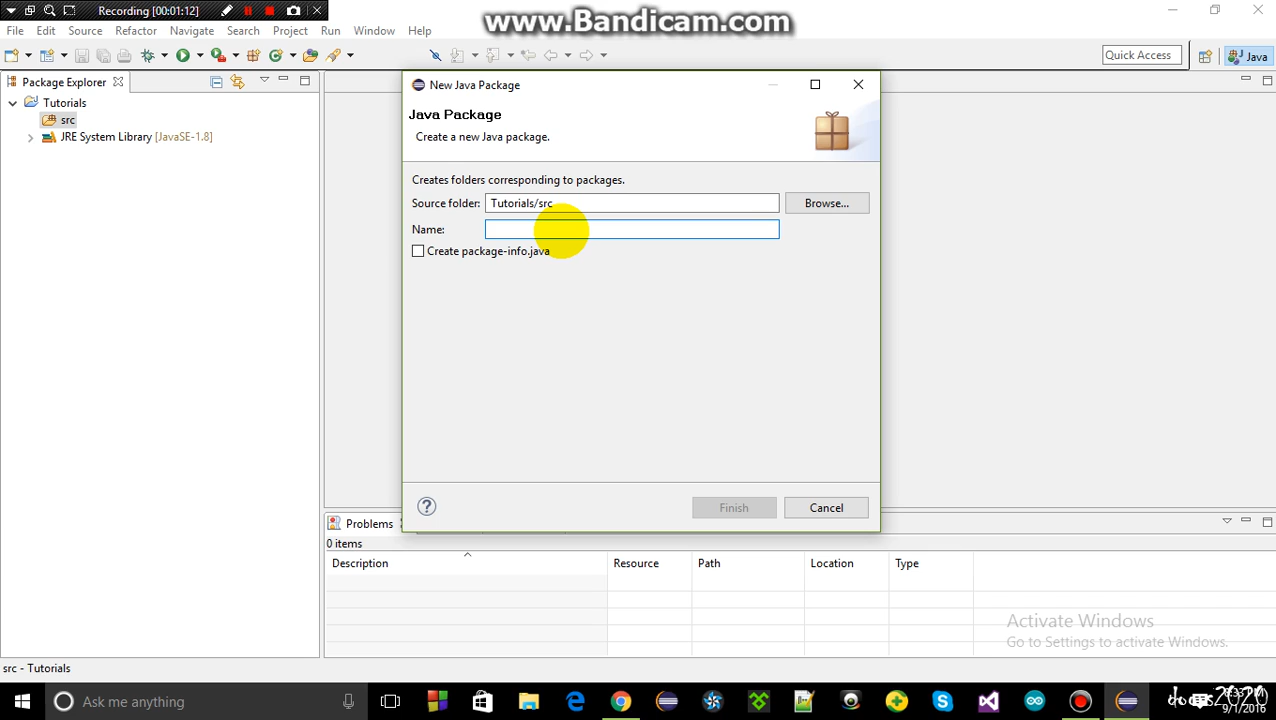 Recording [00:01:12]
www.Bandicam.com
File Edit Source Refactor Navigate Search Project Run Window Help
Quick Access
Java
Package Explorer
Tutorials
src
JRE System Library [JavaSE-1.8]
New Java Package
Java Package
Create a new Java package.
Creates folders corresponding to packages.
Source folder: Tutorials/src Browse...
Name:
Create package-info.java
? Finish Cancel
Problems
0 items
Description Resource Path Location Type
Activate Windows
Go to Settings to activate Windows.
src - Tutorials
Ask me anything
9/1/2016